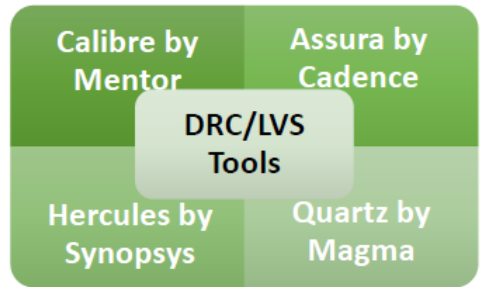 Calibre by
Mentor
Assura by
Cadence
DRC/LVS
Tools
Hercules by
Synopsys
Quartz by
Magma